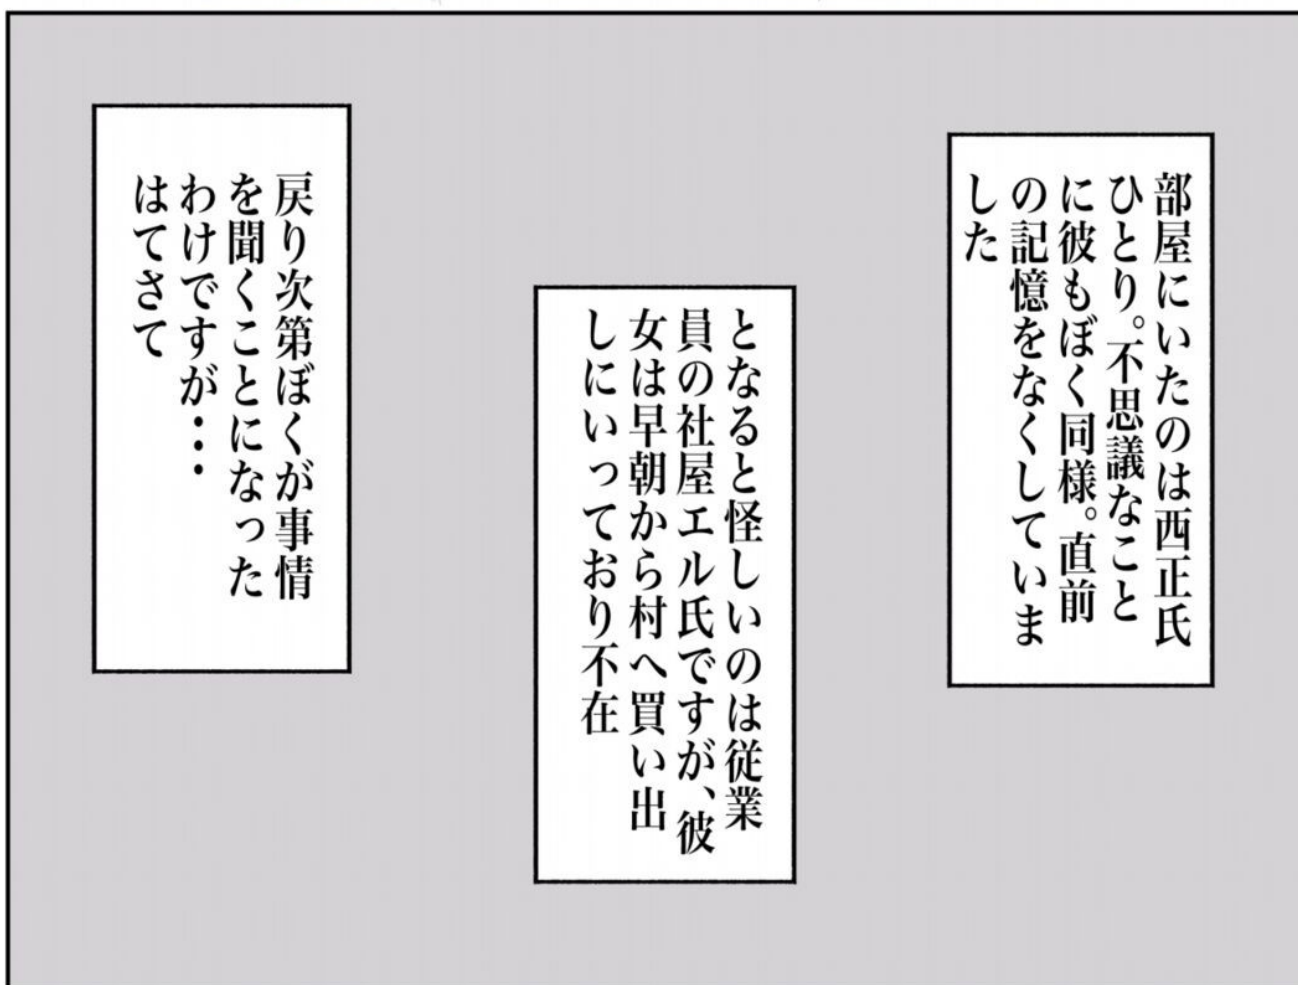 部屋にいたのは西正氏
ひとり。不思議なこと
に彼もぼく同様。直前
の記憶をなくしていま
した
となると怪しいのは従業
員の社屋エル氏ですが、彼
女は早朝から村へ買い出
しにいっており不在
戻り次第ぼくが事情
を聞くことになった
わけですが・・・
はてさて